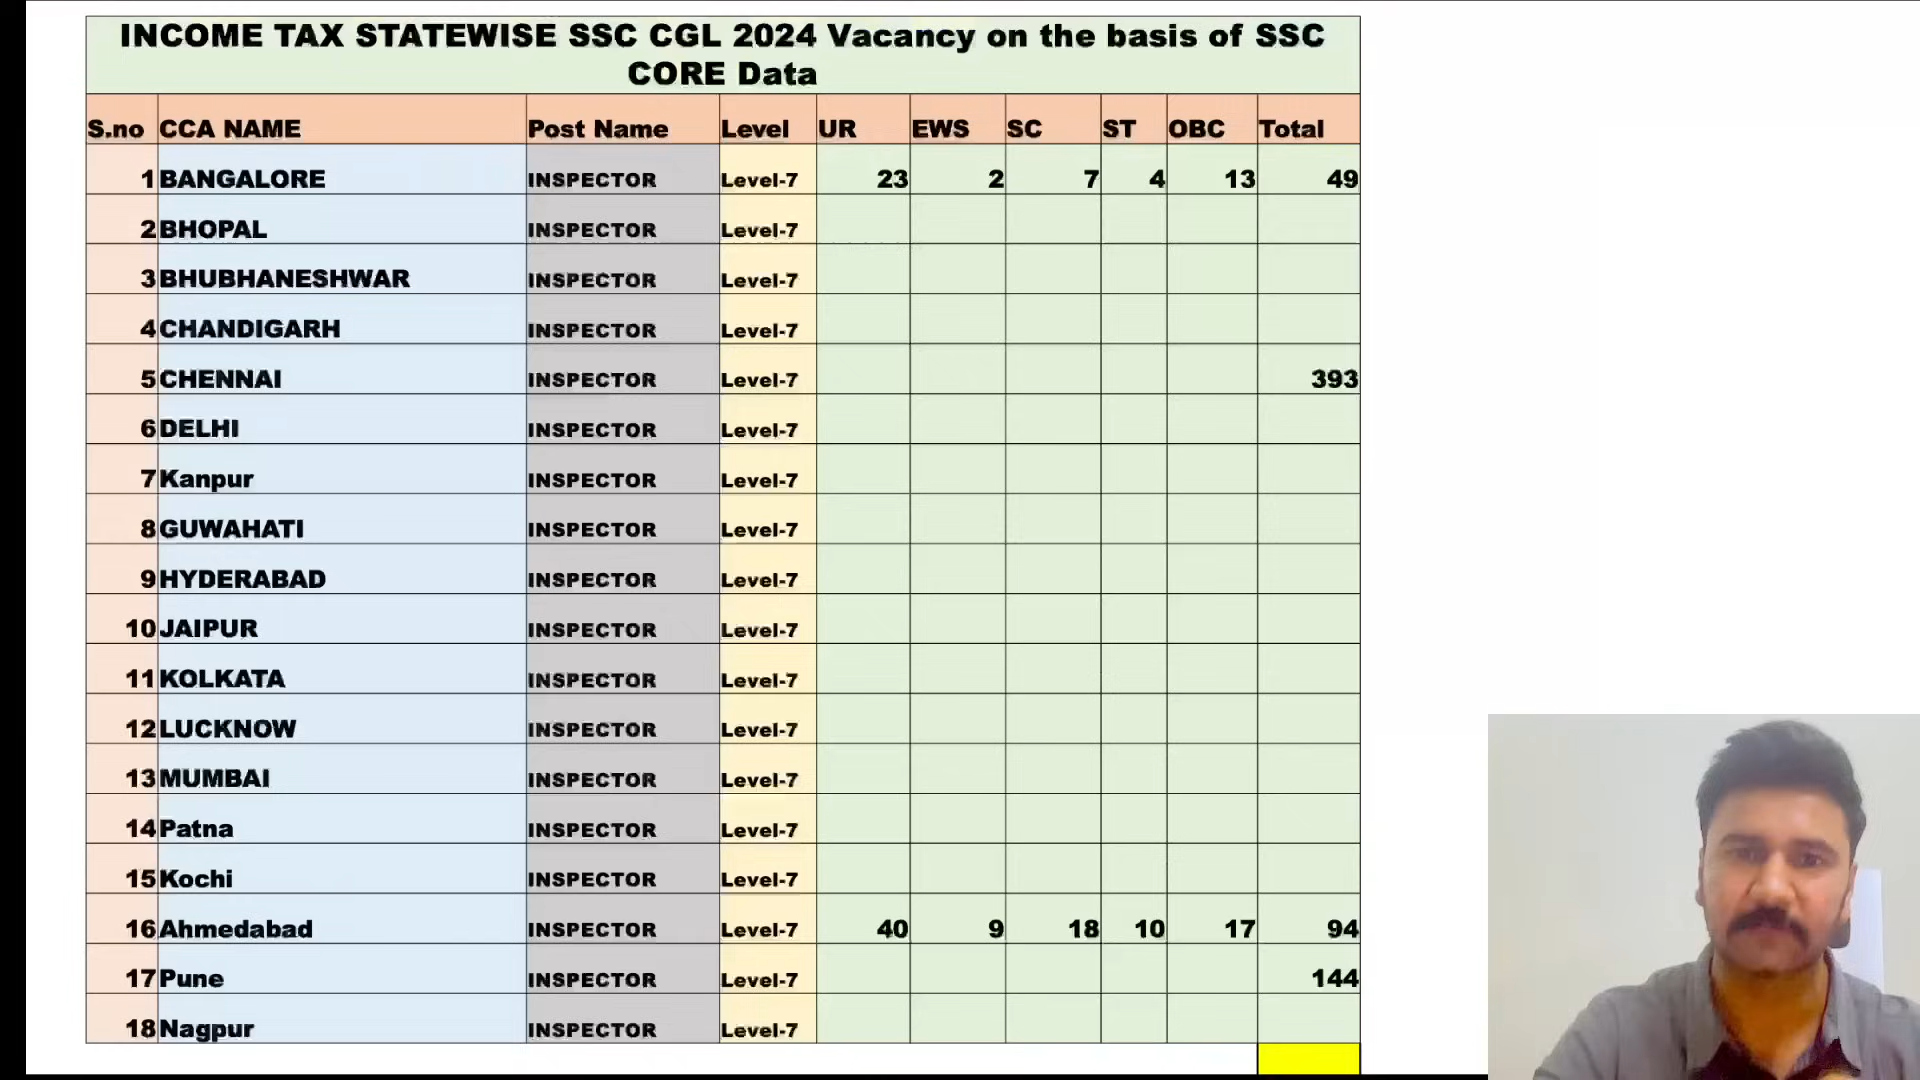 INCOME TAX STATEWISE SSC CGL 2024 Vacancy on the basis of SSC
CORE Data
S.no CCA NAME Post Name Level UR EWS SC ST OBC Total
1 BANGALORE INSPECTOR Level-7 23 2 7 4 13 49
2 BHOPAL INSPECTOR Level-7
3 BHUBHANESHWAR INSPECTOR Level-7
4 CHANDIGARH INSPECTOR Level-7
5 CHENNAI INSPECTOR Level-7 393
6 DELHI INSPECTOR Level-7
7 Kanpur INSPECTOR Level-7
8 GUWAHATI INSPECTOR Level-7
9 HYDERABAD INSPECTOR Level-7
10 JAIPUR INSPECTOR Level-7
11 KOLKATA INSPECTOR Level-7
12 LUCKNOW INSPECTOR Level-7
13 MUMBAI INSPECTOR Level-7
14 Patna INSPECTOR Level-7
15 Kochi INSPECTOR Level-7
16 Ahmedabad INSPECTOR Level-7 40 9 18 10 17 94
17 Pune INSPECTOR Level-7 144
18 Nagpur INSPECTOR Level-7